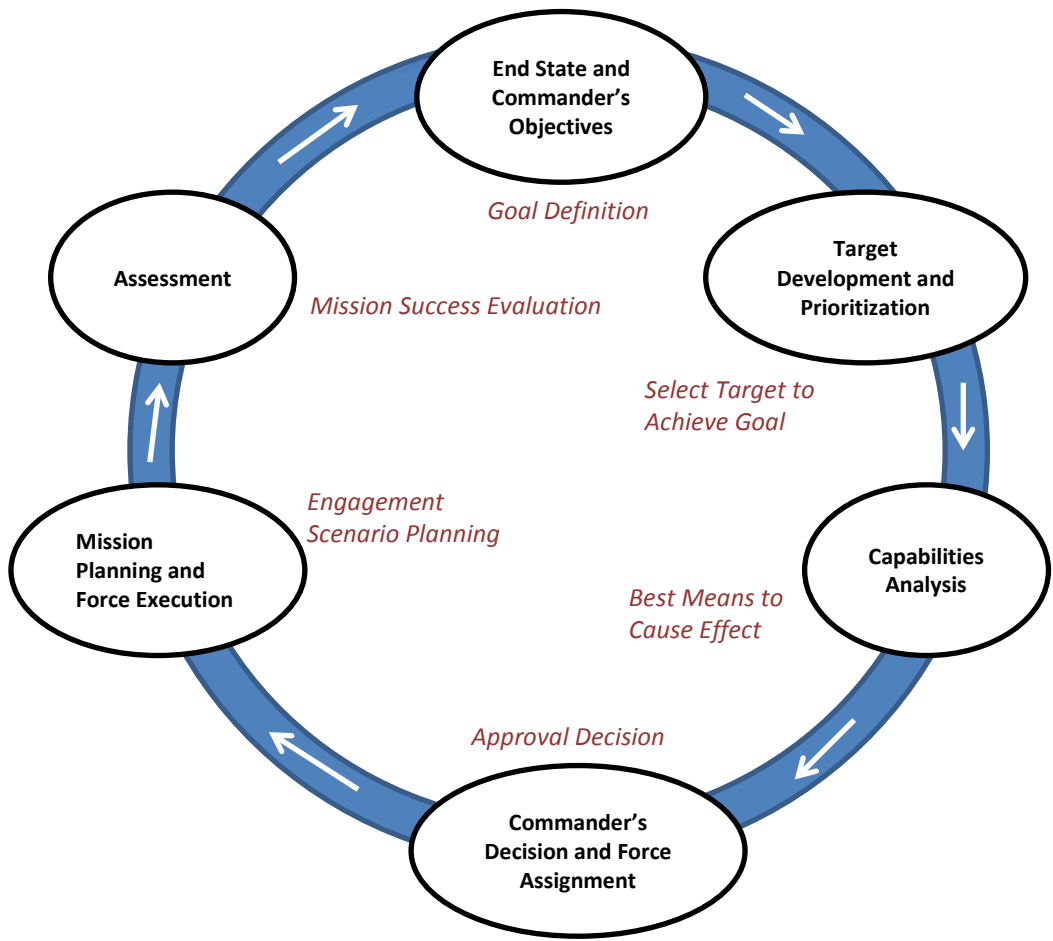 End State and
Commander’s
Objectives
Goal Definition
Target
Development and
Prioritization
Select Target to
Achieve Goal
Capabilities
Analysis
Best Means to
Cause Effect
Approval Decision
Commander’s
Decision and Force
Assignment
Mission
Planning and
Force Execution
Engagement
Scenario Planning
Assessment
Mission Success Evaluation